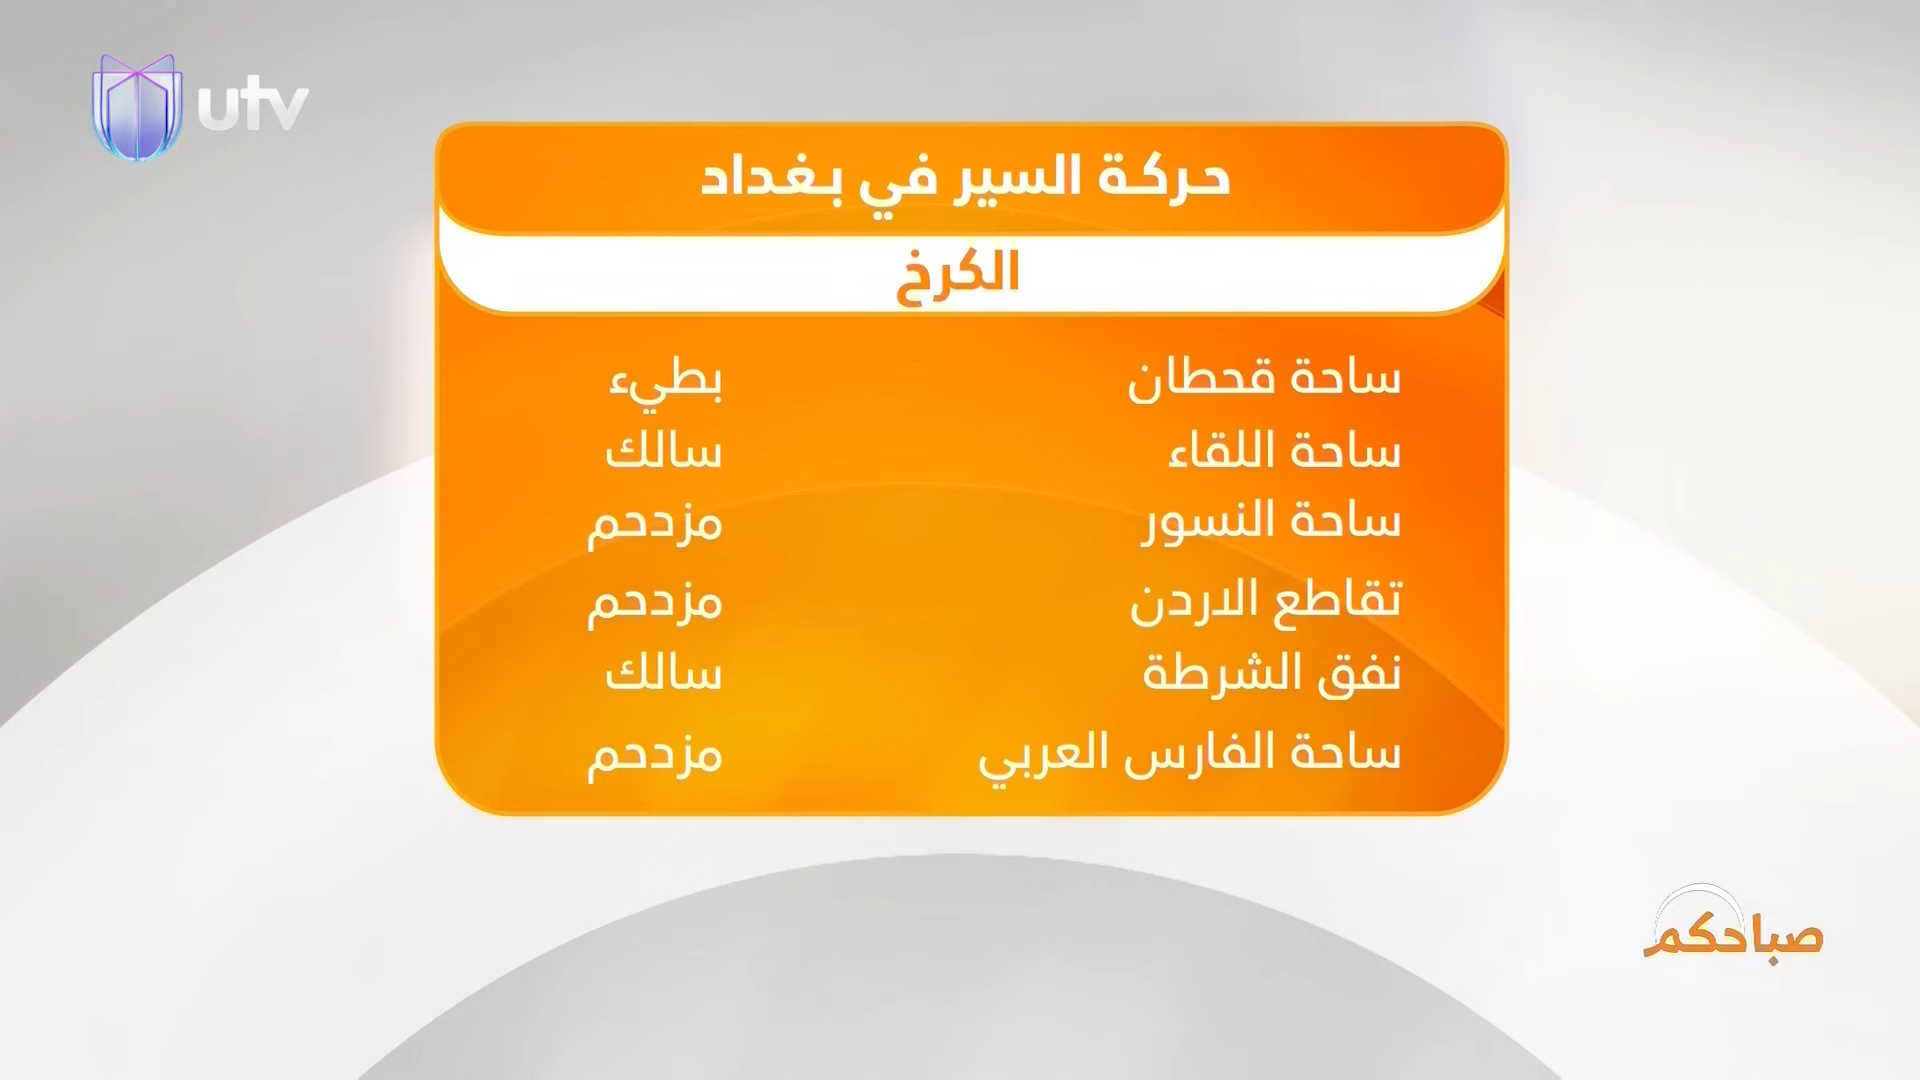 utv
حركة السير في بغداد
الكرخ
ساحة قحطان بطيء
ساحة اللقاء سالك
ساحة النسور مزدحم
تقاطع الاردن مزدحم
نفق الشرطة سالك
ساحة الفارس العربي مزدحم
صباحكم